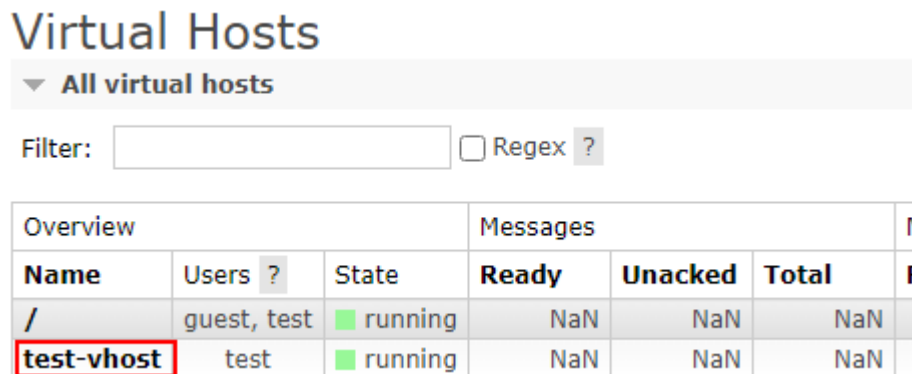 Virtual Hosts
All virtual hosts
Filter: Regex ?
Overview Messages
Name Users ? State Ready Unacked Total
/ guest, test running NaN NaN NaN
test-vhost test running NaN NaN NaN